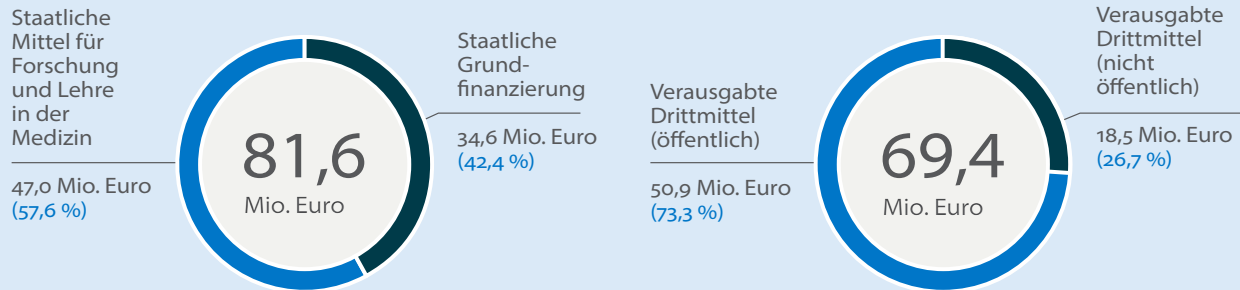 Staatliche
Mittel für
Forschung
und Lehre
in der
Medizin
47,0 Mio. Euro
(57,6 %)
81,6
Mio. Euro
Staatliche
Grund-
finanzierung
34,6 Mio. Euro
(42,4 %)
Verausgabte
Drittmittel
(öffentlich)
50,9 Mio. Euro
(73,3 %)
69,4
Mio. Euro
Verausgabte
Drittmittel
(nicht
öffentlich)
18,5 Mio. Euro
(26,7 %)